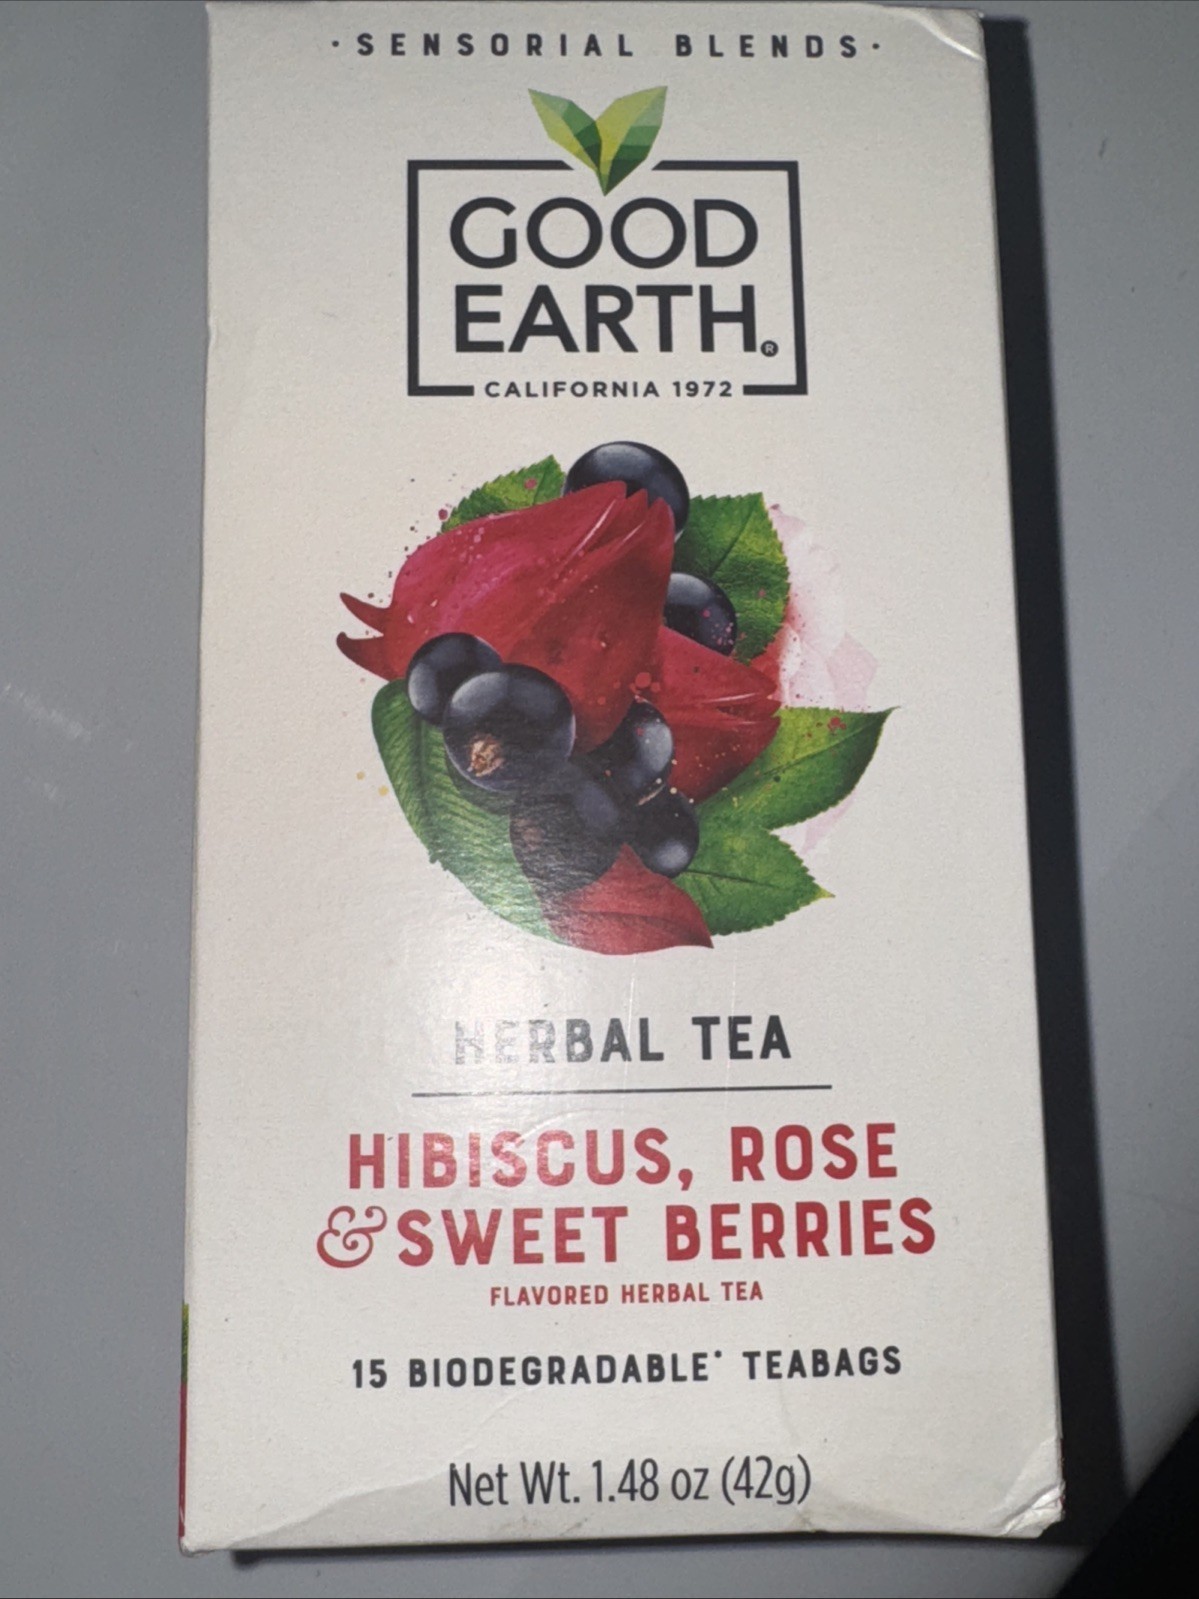 ·SENSORIAL BLENDS·
GOOD
EARTH®
CALIFORNIA 1972
HERBAL TEA
HIBISCUS, ROSE
& SWEET BERRIES
FLAVORED HERBAL TEA
15 BIODEGRADABLE* TEABAGS
Net Wt. 1.48 oz (42g)